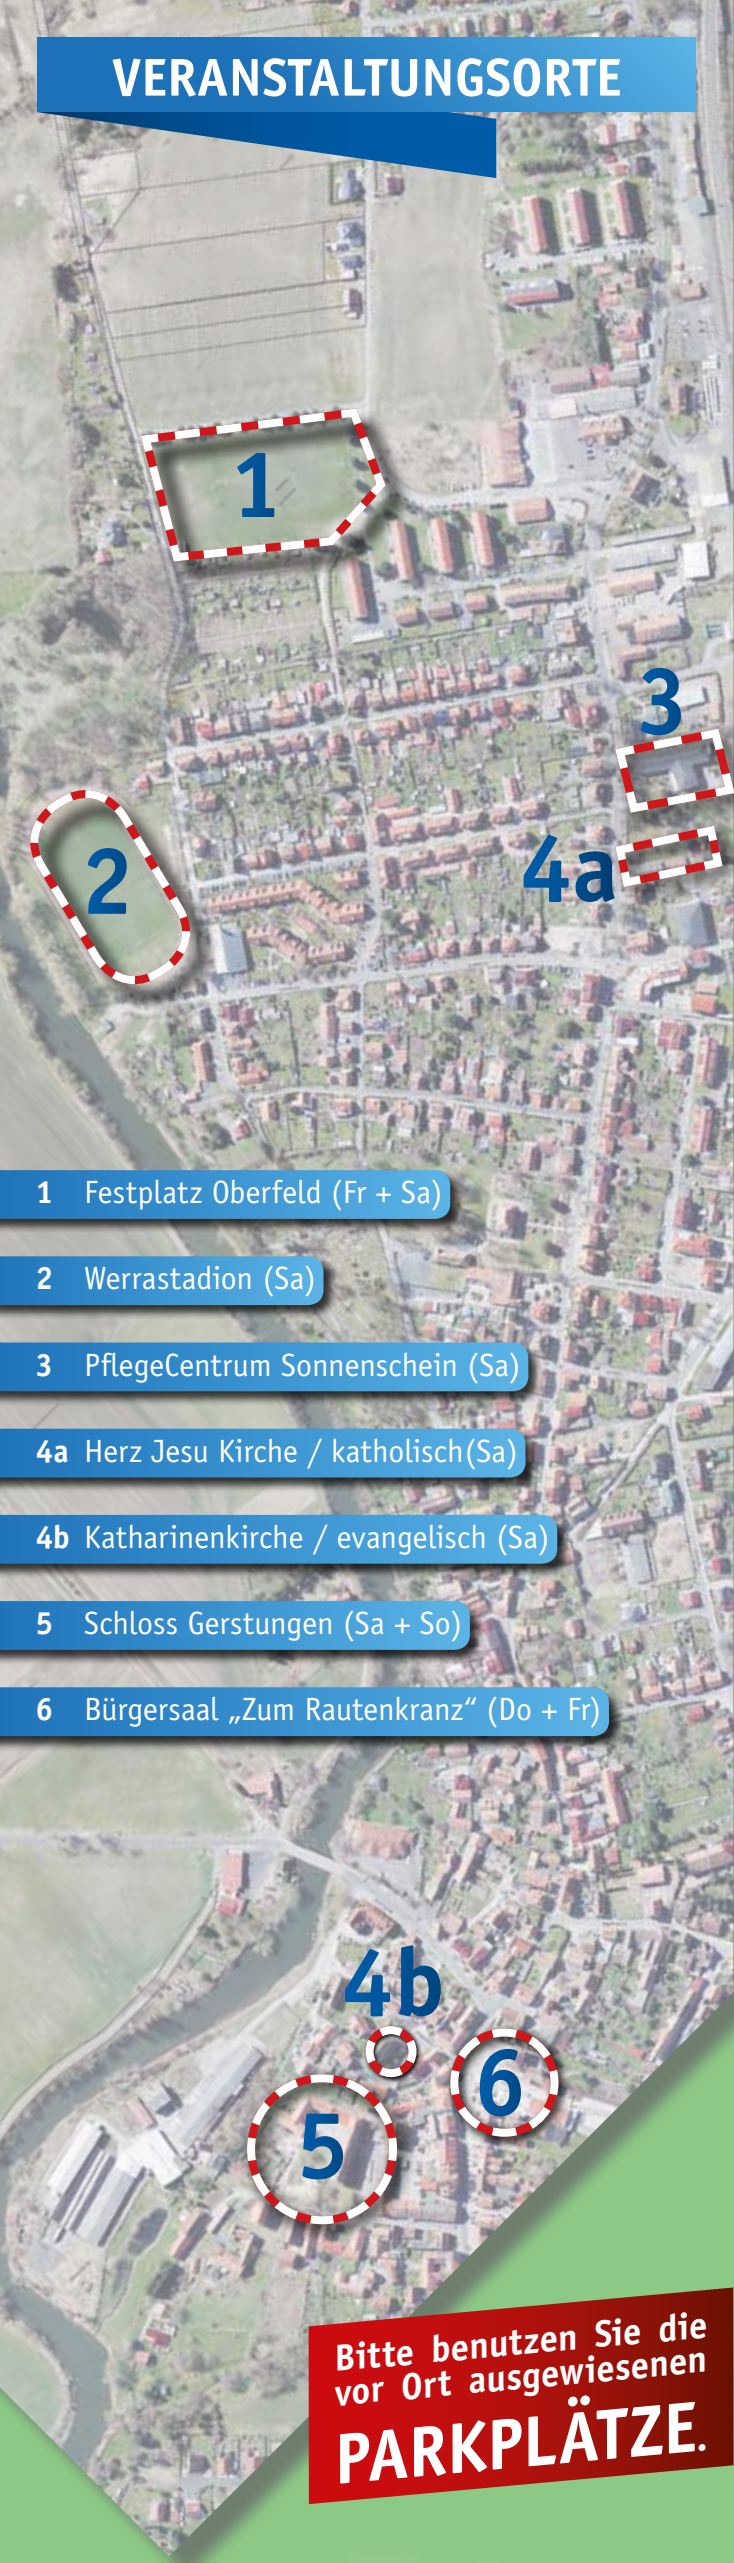 VERANSTALTUNGSORTE
1
3
2
4a
1 Festplatz Oberfeld (Fr + Sa)
2 Werrastadion (Sa)
3 PflegeCentrum Sonnenschein (Sa)
4a Herz Jesu Kirche / katholisch(Sa)
4b Katharinenkirche / evangelisch (Sa)
5 Schloss Gerstungen (Sa + So)
6 Bürgersaal „Zum Rautenkranz“ (Do + Fr)
4b
6
5
Bitte benutzen Sie die
vor Ort ausgewiesenen
PARKPLÄTZE.